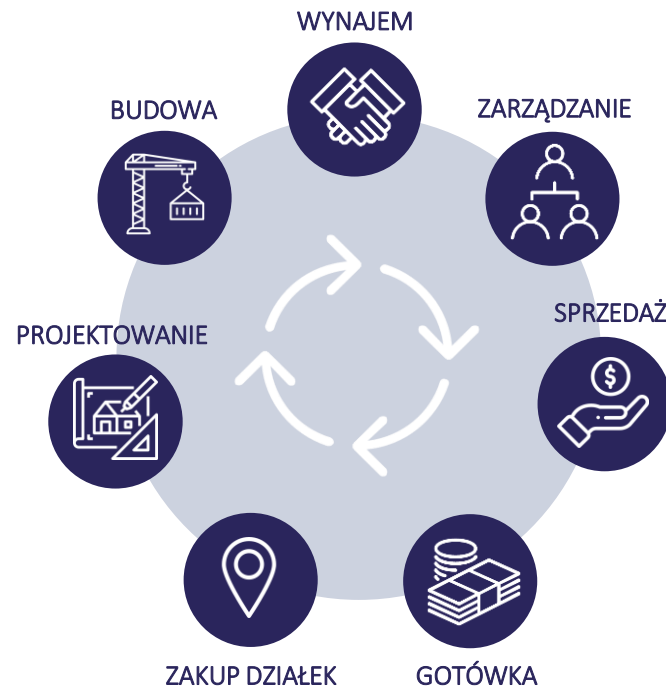 WYNAJEM
BUDOWA
ZARZĄDZANIE
SPRZEDAŻ
PROJEKTOWANIE
$
ZAKUP DZIAŁEK
GOTÓWKA